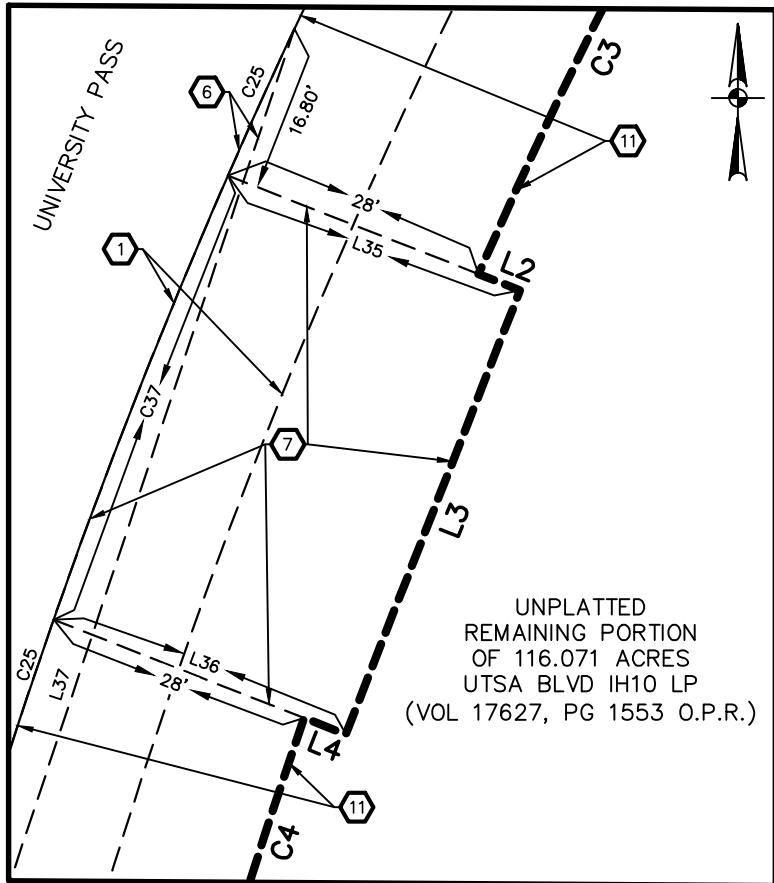 C3
UNIVERSITY PASS
C25
6
16.80'
11
28'
L35
L2
1
C37
7
L3
UNPLATTED
REMAINING PORTION
OF 116.071 ACRES
UTSA BLVD IH10 LP
(VOL 17627, PG 1553 O.P.R.)
C25
L37
L36
28'
L4
11
C4